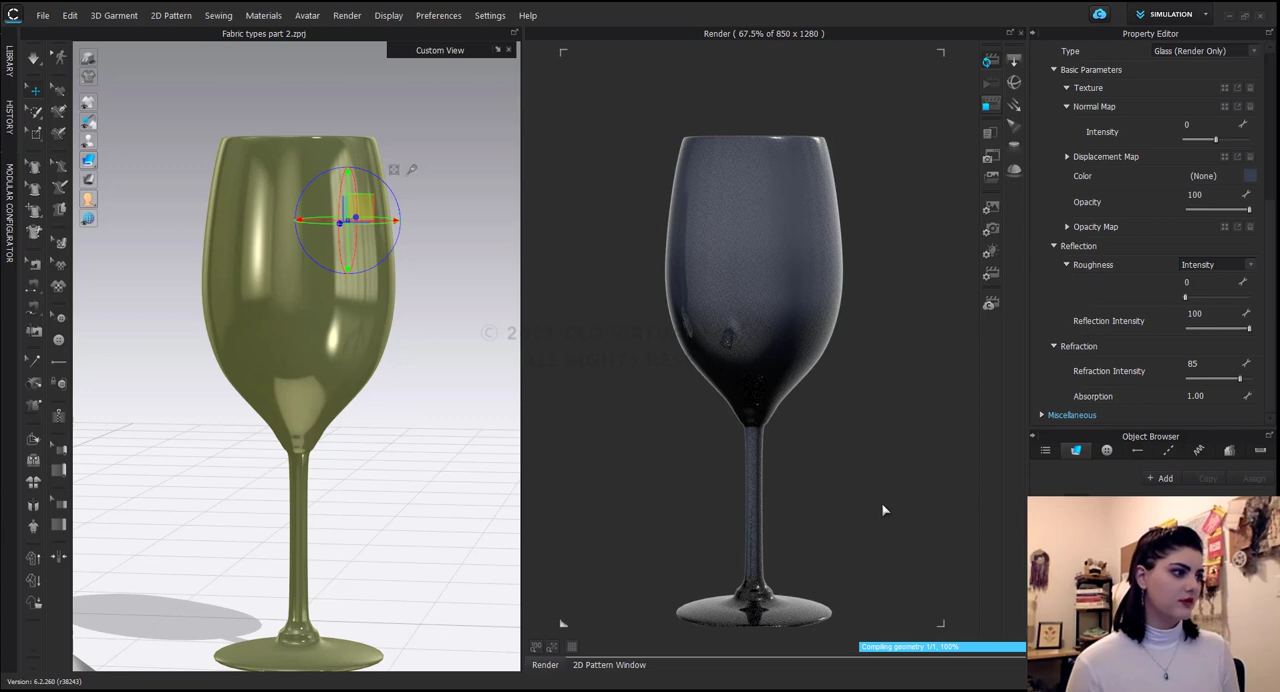 File Edit 3D Garment 2D Pattern Sewing Materials Avatar Render Display Preferences Settings Help
SIMULATION
Fabric types part 2.zprj
Render ( 67.5% of 850 x 1280 )
Property Editor
Custom View
LIBRARY
HISTORY
MODULAR CONFIGURATOR
Type Glass (Render Only)
Basic Parameters
Texture
Normal Map
0
Intensity
Displacement Map
Color (None)
100
Opacity
Opacity Map
Reflection
Roughness Intensity
0
100
Reflection Intensity
Refraction
85
Refraction Intensity
Absorption 1.00
Miscellaneous
Object Browser
+ Add Copy Assign
Compiling geometry 1/1, 100%
Render 2D Pattern Window
Version: 6.2.260 (r38243)